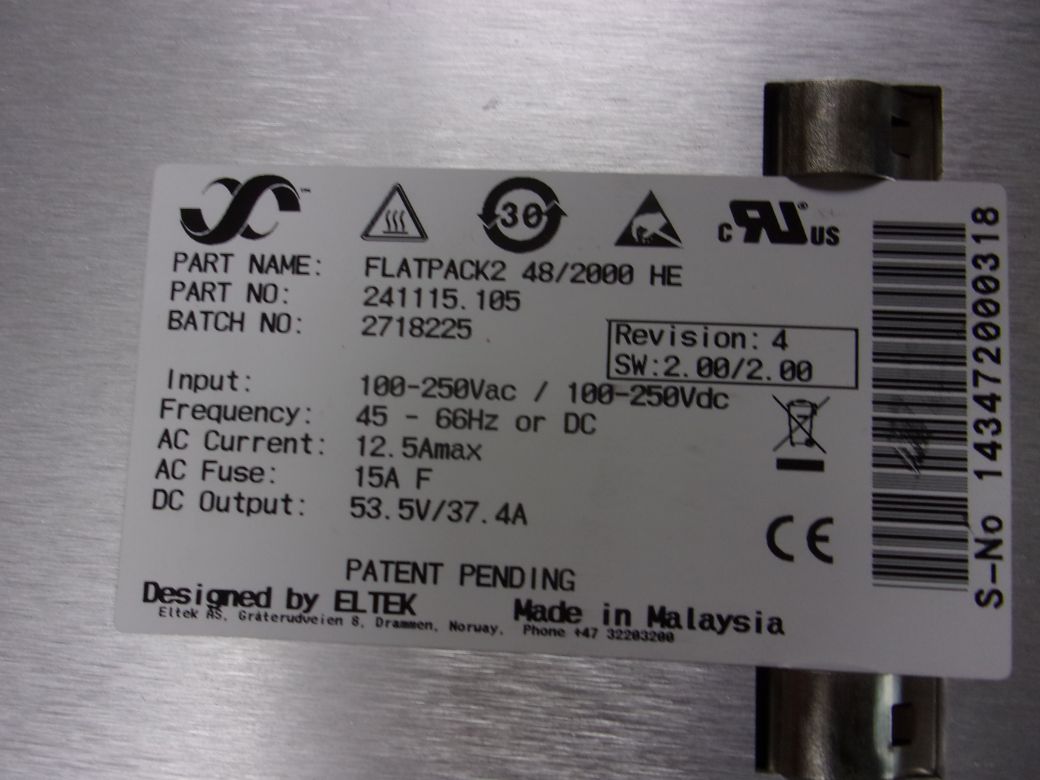 30
c RU US
PART NAME: FLATPACK2 48/2000 HE
PART NO: 241115.105
BATCH NO: 2718225
Revision: 4
SW:2.00/2.00
Input: 100-250Vac / 100-250Vdc
Frequency: 45 - 66Hz or DC
AC Current: 12.5Amax
AC Fuse: 15A F
DC Output: 53.5V/37.4A
CE
PATENT PENDING
Designed by ELTEK Made in Malaysia
Eltek AS, Gråterudveien 8, Drammen, Norway, Phone +47 32203200
S-No 143472000318